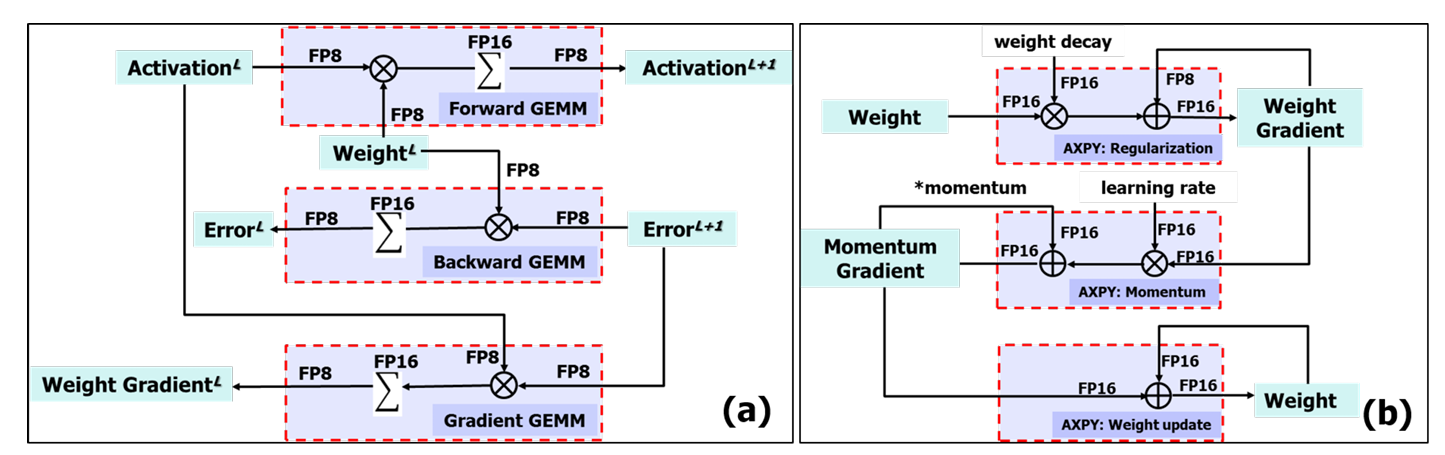 FP16
Activation^L FP8 ⊗ ∑ FP8 Activation^{L+1}
FP8
Forward GEMM
Weight^L
FP8
FP16
Error^L FP8 ∑ ⊗ FP8 Error^{L+1}
Backward GEMM
FP16
FP8
Weight Gradient^L FP8 ∑ ⊗ FP8
Gradient GEMM
(a)
weight decay
FP16
FP8
Weight
FP16
FP16
Weight
Gradient
AXPY: Regularization
*momentum
learning rate
FP16
FP16
Momentum
Gradient
FP16
FP16
AXPY: Momentum
FP16
FP16
FP16
Weight
AXPY: Weight update
(b)